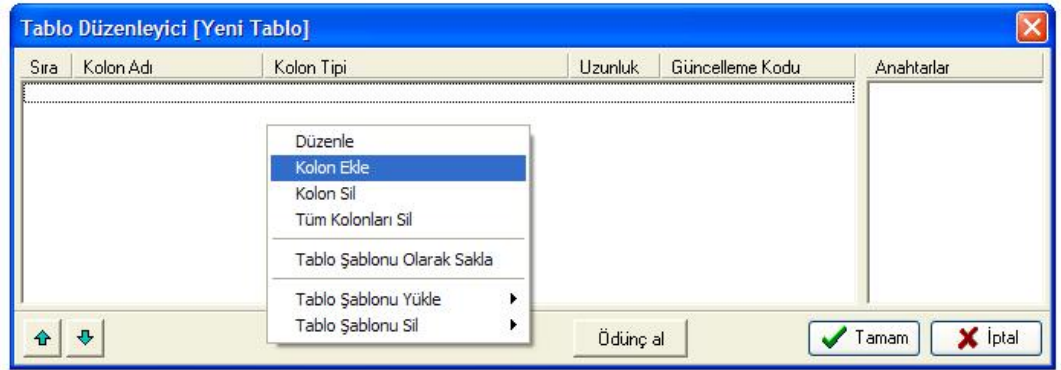 Tablo Düzenleyici [Yeni Tablo]
Sıra Kolon Adı Kolon Tipi Uzunluk Güncelleme Kodu Anahtarlar
Düzenle
Kolon Ekle
Kolon Sil
Tüm Kolonları Sil
Tablo Şablonu Olarak Sakla
Tablo Şablonu Yükle
Tablo Şablonu Sil
Ödünç al Tamam İptal